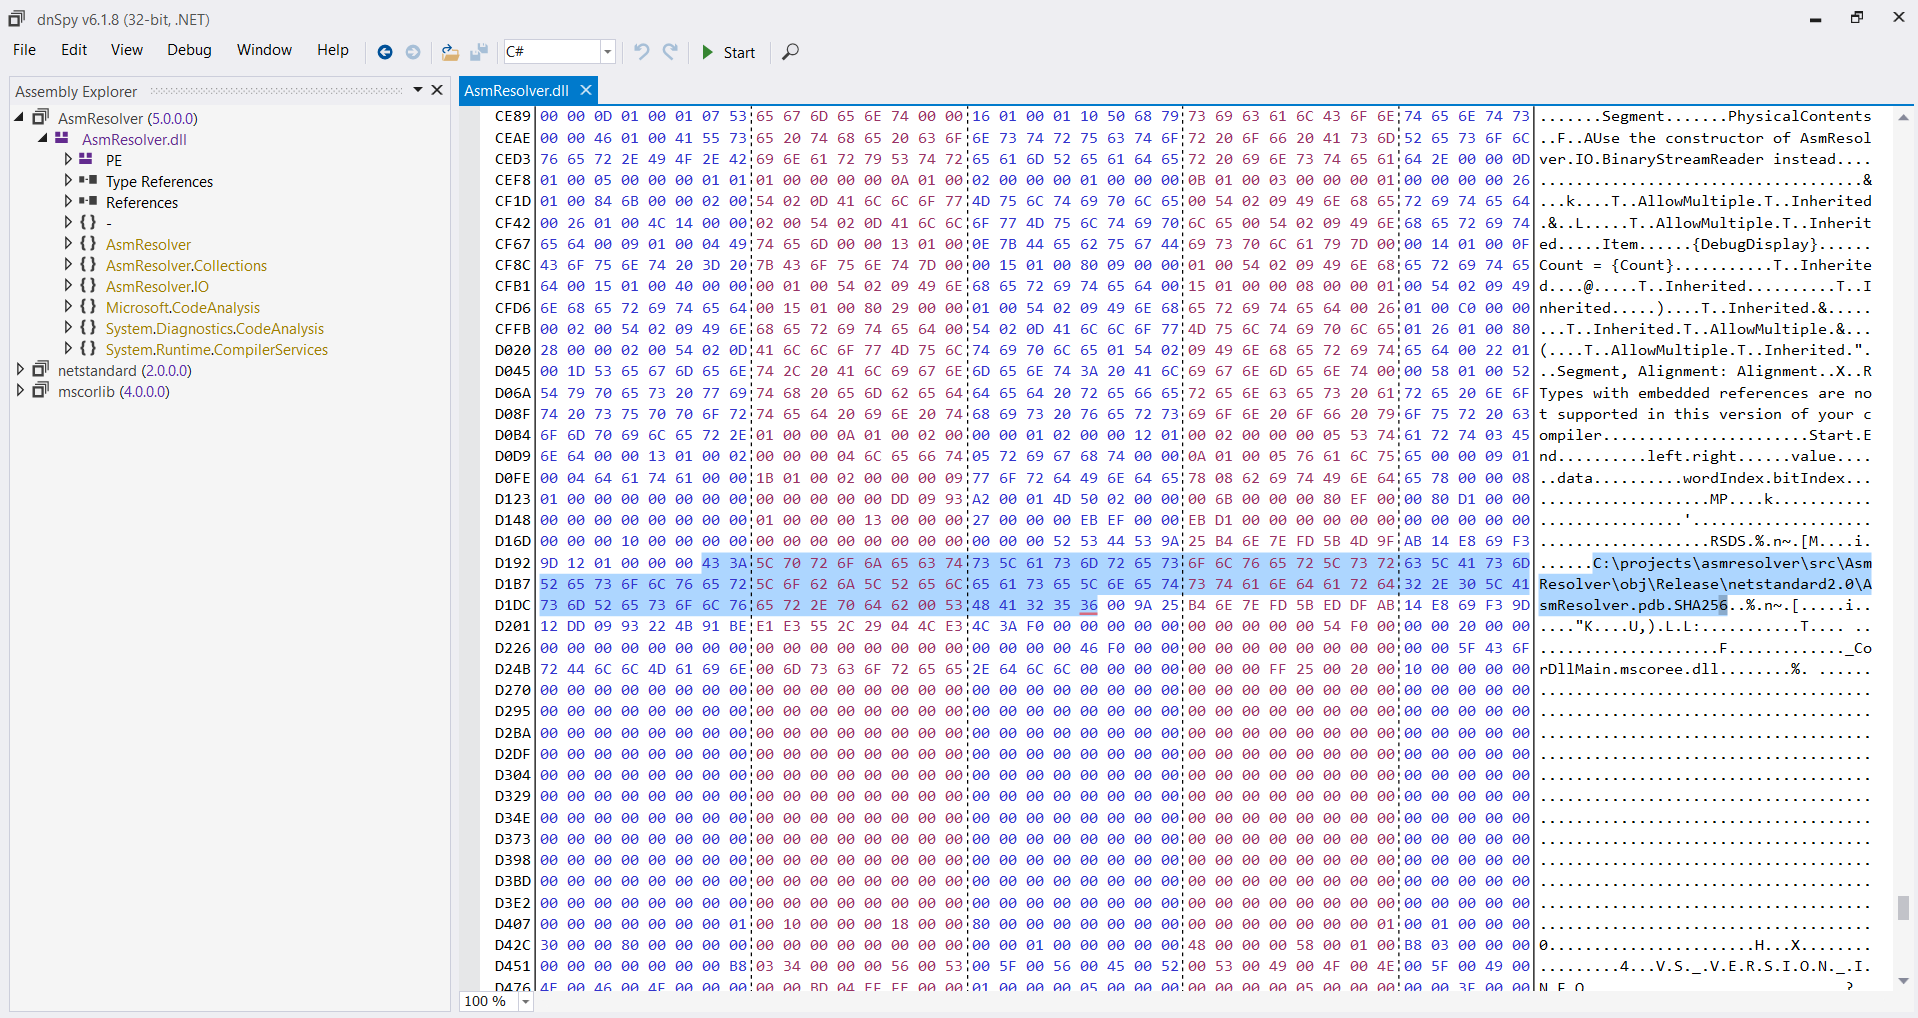 dnSpy v6.1.8 (32-bit, .NET)
File Edit View Debug Window Help C# Start
Assembly Explorer
AsmResolver (5.0.0.0)
AsmResolver.dll
PE
Type References
References
-
AsmResolver
AsmResolver.Collections
AsmResolver.IO
Microsoft.CodeAnalysis
System.Diagnostics.CodeAnalysis
System.Runtime.CompilerServices
netstandard (2.0.0.0)
mscorlib (4.0.0.0)
AsmResolver.dll
CE89 00 00 0D 01 00 01 07 53 65 67 6D 65 6E 74 00 00 16 01 00 01 10 50 68 79 73 69 63 61 6C 43 6F 6E 74 65 6E 74 73 .......Segment.......PhysicalContents
CEAE 00 00 46 01 00 41 55 73 65 20 74 68 65 20 63 6F 6E 73 74 72 75 63 74 6F 72 20 6F 66 20 41 73 6D 52 65 73 6F 6C ..F..AUse the constructor of AsmResol
CED3 76 65 72 2E 49 4F 2E 42 69 6E 61 72 79 53 74 72 65 61 6D 52 65 61 64 65 72 20 69 6E 73 74 65 61 64 2E 00 00 0D ver.IO.BinaryStreamReader instead....
CEF8 01 00 05 00 00 00 01 01 01 00 00 00 00 0A 01 00 02 00 00 00 01 00 00 00 0B 01 00 03 00 00 00 01 00 00 00 00 26 ....................................&
CF1D 01 00 84 6B 00 00 02 00 54 02 0D 41 6C 6C 6F 77 4D 75 6C 74 69 70 6C 65 00 54 02 09 49 6E 68 65 72 69 74 65 64 ...k....T..AllowMultiple.T..Inherited
CF42 00 26 01 00 4C 14 00 00 02 00 54 02 0D 41 6C 6C 6F 77 4D 75 6C 74 69 70 6C 65 00 54 02 09 49 6E 68 65 72 69 74 .&..L.....T..AllowMultiple.T..Inherit
CF67 65 64 00 09 01 00 04 49 74 65 6D 00 00 13 01 00 0E 7B 44 65 62 75 67 44 69 73 70 6C 61 79 7D 00 00 14 01 00 0F ed.....Item......{DebugDisplay}......
CF8C 43 6F 75 6E 74 20 3D 20 7B 43 6F 75 6E 74 7D 00 00 15 01 00 80 09 00 00 01 00 54 02 09 49 6E 68 65 72 69 74 65 Count = {Count}...........T..Inherite
CFB1 64 00 15 01 00 40 00 00 00 01 00 54 02 09 49 6E 68 65 72 69 74 65 64 00 15 01 00 00 08 00 00 01 00 54 02 09 49 d....@.....T..Inherited..........T..I
CFD6 6E 68 65 72 69 74 65 64 00 15 01 00 80 29 00 00 01 00 54 02 09 49 6E 68 65 72 69 74 65 64 00 26 01 00 C0 00 00 nherited.....)....T..Inherited.&.....
CFFB 00 02 00 54 02 09 49 6E 68 65 72 69 74 65 64 00 54 02 0D 41 6C 6C 6F 77 4D 75 6C 74 69 70 6C 65 01 26 01 00 80 ...T..Inherited.T..AllowMultiple.&...
D020 28 00 00 02 00 54 02 0D 41 6C 6C 6F 77 4D 75 6C 74 69 70 6C 65 01 54 02 09 49 6E 68 65 72 69 74 65 64 00 22 01 (....T..AllowMultiple.T..Inherited.".
D045 00 1D 53 65 67 6D 65 6E 74 2C 20 41 6C 69 67 6E 6D 65 6E 74 3A 20 41 6C 69 67 6E 6D 65 6E 74 00 00 58 01 00 52 ..Segment, Alignment: Alignment..X..R
D06A 54 79 70 65 73 20 77 69 74 68 20 65 6D 62 65 64 64 65 64 20 72 65 66 65 72 65 6E 63 65 73 20 61 72 65 20 6E 6F Types with embedded references are no
D08F 74 20 73 75 70 70 6F 72 74 65 64 20 69 6E 20 74 68 69 73 20 76 65 72 73 69 6F 6E 20 6F 66 20 79 6F 75 72 20 63 t supported in this version of your c
D0B4 6F 6D 70 69 6C 65 72 2E 01 00 00 0A 01 00 02 00 00 00 01 02 00 00 12 01 00 02 00 00 00 05 53 74 61 72 74 03 45 ompiler.......................Start.E
D0D9 6E 64 00 00 13 01 00 02 00 00 00 04 6C 65 66 74 05 72 69 67 68 74 00 00 0A 01 00 05 76 61 6C 75 65 00 00 09 01 nd..........left.right......value....
D0FE 00 04 64 61 74 61 00 00 1B 01 00 02 00 00 00 09 77 6F 72 64 49 6E 64 65 78 08 62 69 74 49 6E 64 65 78 00 00 08 ..data..........wordIndex.bitIndex...
D123 01 00 00 00 00 00 00 00 00 00 00 00 00 DD 09 93 A2 00 01 4D 50 02 00 00 00 6B 00 00 00 80 EF 00 00 80 D1 00 00 ...................MP....k...........
D148 00 00 00 00 00 00 00 00 01 00 00 00 13 00 00 00 27 00 00 00 EB EF 00 00 EB D1 00 00 00 00 00 00 00 00 00 00 00 ................'....................
D16D 00 00 00 10 00 00 00 00 00 00 00 00 00 00 00 00 00 00 00 52 53 44 53 9A 25 B4 6E 7E FD 5B 4D 9F AB 14 E8 69 F3 ...................RSDS.%.n~.[M....i.
D192 9D 12 01 00 00 00 43 3A 5C 70 72 6F 6A 65 63 74 73 5C 61 73 6D 72 65 73 6F 6C 76 65 72 5C 73 72 63 5C 41 73 6D ......C:\projects\asmresolver\src\Asm
D1B7 52 65 73 6F 6C 76 65 72 5C 6F 62 6A 5C 52 65 6C 65 61 73 65 5C 6E 65 74 73 74 61 6E 64 61 72 64 32 2E 30 5C 41 Resolver\obj\Release\netstandard2.0\A
D1DC 73 6D 52 65 73 6F 6C 76 65 72 2E 70 64 62 00 53 48 41 32 35 36 00 9A 25 B4 6E 7E FD 5B ED DF AB 14 E8 69 F3 9D smResolver.pdb.SHA256..%.n~.[.....i..
D201 12 DD 09 93 22 4B 91 BE E1 E3 55 2C 29 04 4C E3 4C 3A F0 00 00 00 00 00 00 00 00 00 00 54 F0 00 00 00 20 00 00 ...."K....U,).L.L:...........T.... ..
D226 00 00 00 00 00 00 00 00 00 00 00 00 00 00 00 00 00 00 00 00 46 F0 00 00 00 00 00 00 00 00 00 00 00 00 5F 43 6F ....................F............._Co
D24B 72 44 6C 6C 4D 61 69 6E 00 6D 73 63 6F 72 65 65 2E 64 6C 6C 00 00 00 00 00 00 00 FF 25 00 20 00 10 00 00 00 00 rDllMain.mscoree.dll........%. ......
D270 00 00 00 00 00 00 00 00 00 00 00 00 00 00 00 00 00 00 00 00 00 00 00 00 00 00 00 00 00 00 00 00 00 00 00 00 00 .....................................
D295 00 00 00 00 00 00 00 00 00 00 00 00 00 00 00 00 00 00 00 00 00 00 00 00 00 00 00 00 00 00 00 00 00 00 00 00 00 .....................................
D2BA 00 00 00 00 00 00 00 00 00 00 00 00 00 00 00 00 00 00 00 00 00 00 00 00 00 00 00 00 00 00 00 00 00 00 00 00 00 .....................................
D2DF 00 00 00 00 00 00 00 00 00 00 00 00 00 00 00 00 00 00 00 00 00 00 00 00 00 00 00 00 00 00 00 00 00 00 00 00 00 .....................................
D304 00 00 00 00 00 00 00 00 00 00 00 00 00 00 00 00 00 00 00 00 00 00 00 00 00 00 00 00 00 00 00 00 00 00 00 00 00 .....................................
D329 00 00 00 00 00 00 00 00 00 00 00 00 00 00 00 00 00 00 00 00 00 00 00 00 00 00 00 00 00 00 00 00 00 00 00 00 00 .....................................
D34E 00 00 00 00 00 00 00 00 00 00 00 00 00 00 00 00 00 00 00 00 00 00 00 00 00 00 00 00 00 00 00 00 00 00 00 00 00 .....................................
D373 00 00 00 00 00 00 00 00 00 00 00 00 00 00 00 00 00 00 00 00 00 00 00 00 00 00 00 00 00 00 00 00 00 00 00 00 00 .....................................
D398 00 00 00 00 00 00 00 00 00 00 00 00 00 00 00 00 00 00 00 00 00 00 00 00 00 00 00 00 00 00 00 00 00 00 00 00 00 .....................................
D3BD 00 00 00 00 00 00 00 00 00 00 00 00 00 00 00 00 00 00 00 00 00 00 00 00 00 00 00 00 00 00 00 00 00 00 00 00 00 .....................................
D3E2 00 00 00 00 00 00 00 00 00 00 00 00 00 00 00 00 00 00 00 00 00 00 00 00 00 00 00 00 00 00 00 00 00 00 00 00 00 .....................................
D407 00 00 00 00 00 00 00 01 00 10 00 00 00 18 00 00 80 00 00 00 00 00 00 00 00 00 00 00 00 00 00 01 00 01 00 00 00 .....................................
D42C 30 00 00 80 00 00 00 00 00 00 00 00 00 00 00 00 00 00 01 00 00 00 00 00 48 00 00 00 58 00 01 00 B8 03 00 00 00 0.......................H...X........
D451 00 00 00 00 00 00 00 B8 03 34 00 00 00 56 00 53 00 5F 00 56 00 45 00 52 00 53 00 49 00 4F 00 4E 00 5F 00 49 00 .........4...V.S._.V.E.R.S.I.O.N._.I.
D476 4E 00 46 00 4F 00 00 00 00 00 BD 04 EF FE 00 00 01 00 00 00 05 00 00 00 00 00 00 00 05 00 00 00 00 00 3F 00 00 N.F.O.............................?..
100 %